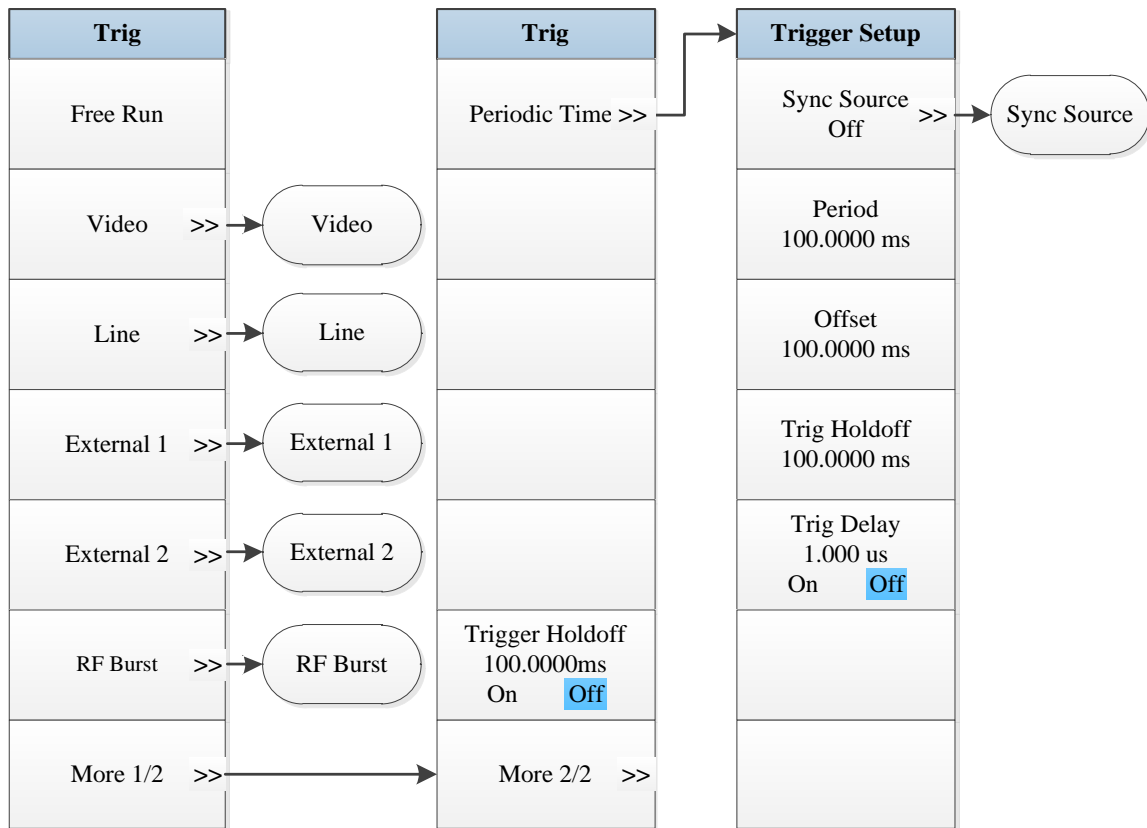 Trig
Free Run
Video >>
Video
Line >>
Line
External 1 >>
External 1
External 2 >>
External 2
RF Burst >>
RF Burst
More 1/2 >>
Trig
Periodic Time >>
Trigger Holdoff
100.0000ms
On Off
More 2/2 >>
Trigger Setup
Sync Source
Off
>>
Sync Source
Period
100.0000 ms
Offset
100.0000 ms
Trig Holdoff
100.0000 ms
Trig Delay
1.000 us
On Off